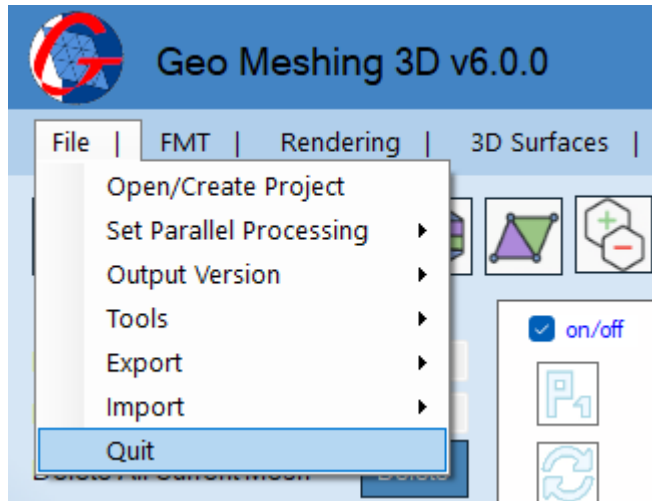 Geo Meshing 3D v6.0.0
File | FMT | Rendering | 3D Surfaces |
Open/Create Project
Set Parallel Processing
Output Version
Tools
on/off
Export
Import
Quit